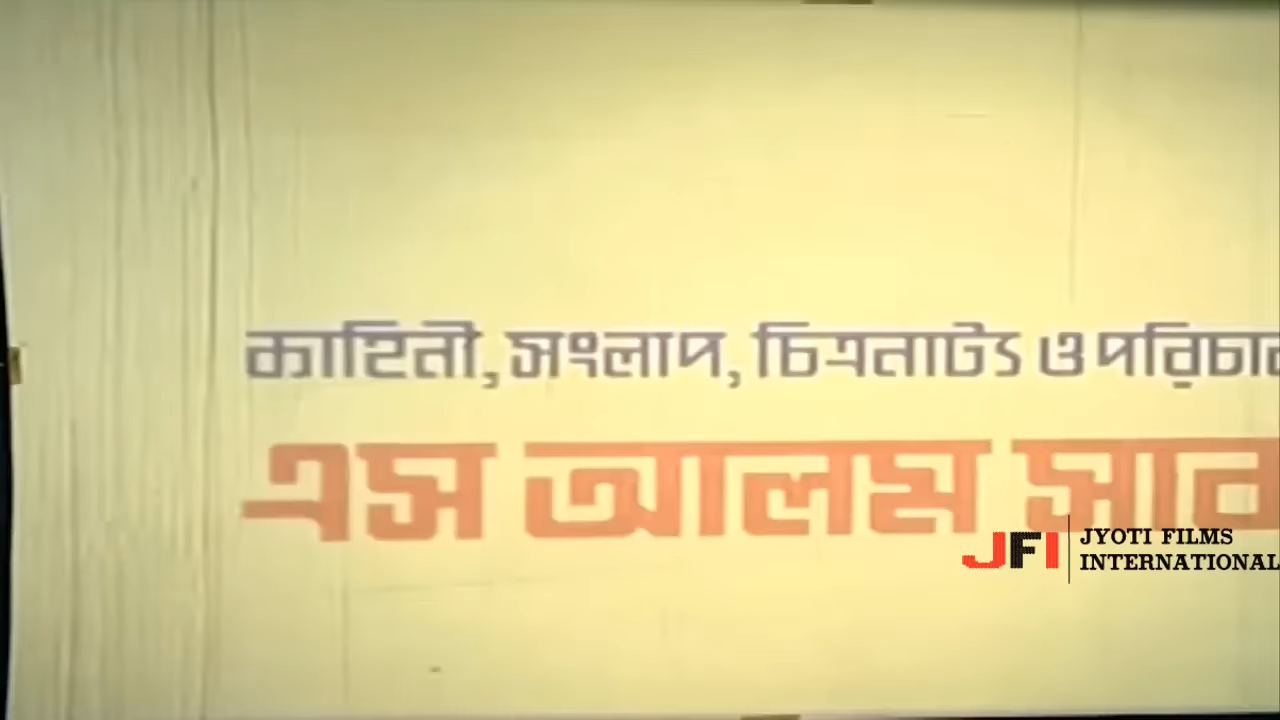 কাহিনী, সংলাপ, চিত্রনাট্য ও
এস আলম
JFI
JYOTI FILMS
INTERNATIONAL